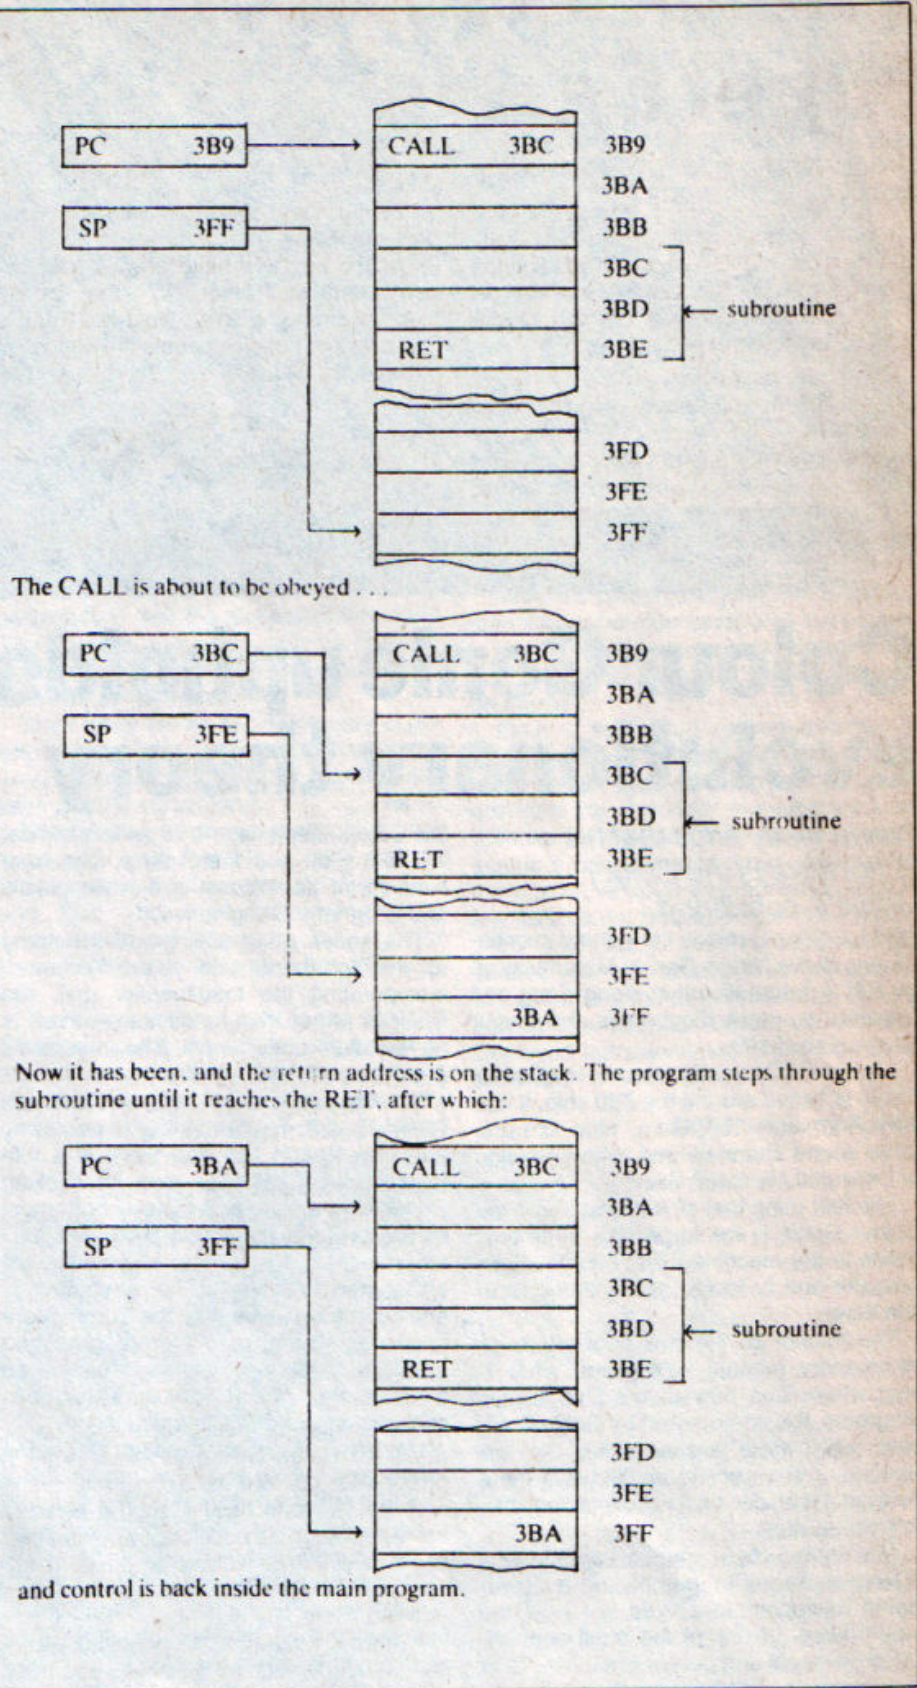 PC 3B9 CALL 3BC 3B9
3BA
SP 3FF 3BB
3BC
3BD subroutine
RET 3BE
3FD
3FE
3FF
The CALL is about to be obeyed . . .
PC 3BC CALL 3BC 3B9
3BA
SP 3FE 3BB
3BC
3BD subroutine
RET 3BE
3FD
3FE
3BA 3FF
Now it has been, and the return address is on the stack. The program steps through the
subroutine until it reaches the RET, after which:
PC 3BA CALL 3BC 3B9
3BA
SP 3FF 3BB
3BC
3BD subroutine
RET 3BE
3FD
3FE
3BA 3FF
and control is back inside the main program.